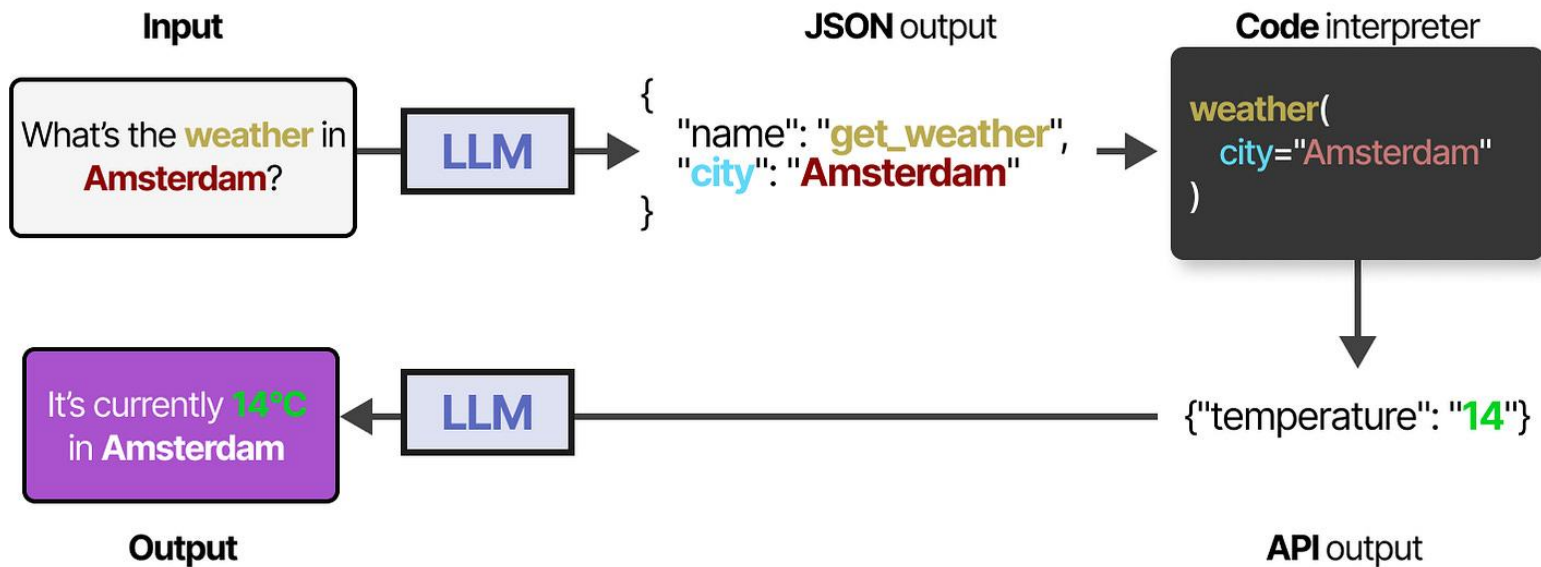 Input
What's the weather in
Amsterdam?
LLM
JSON output
{
"name": "get_weather",
"city": "Amsterdam"
}
Code interpreter
weather(
city="Amsterdam"
)
{"temperature": "14"}
API output
LLM
It's currently 14°C
in Amsterdam
Output